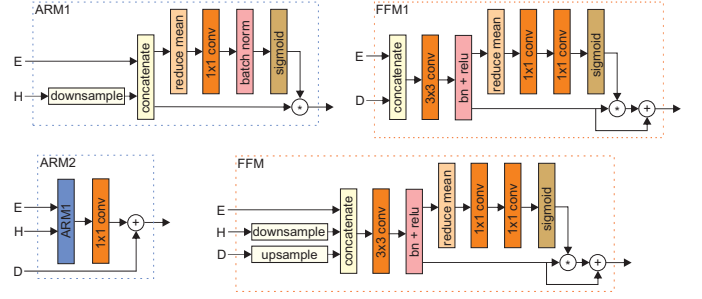 ARM1
E
H
downsample
concatenate
reduce mean
1x1 conv
batch norm
sigmoid
*
FFM1
E
D
concatenate
3x3 conv
bn + relu
reduce mean
1x1 conv
1x1 conv
sigmoid
*
+
ARM2
E
H
D
ARM1
1x1 conv
+
FFM
E
H
D
downsample
upsample
concatenate
3x3 conv
bn + relu
reduce mean
1x1 conv
1x1 conv
sigmoid
*
+